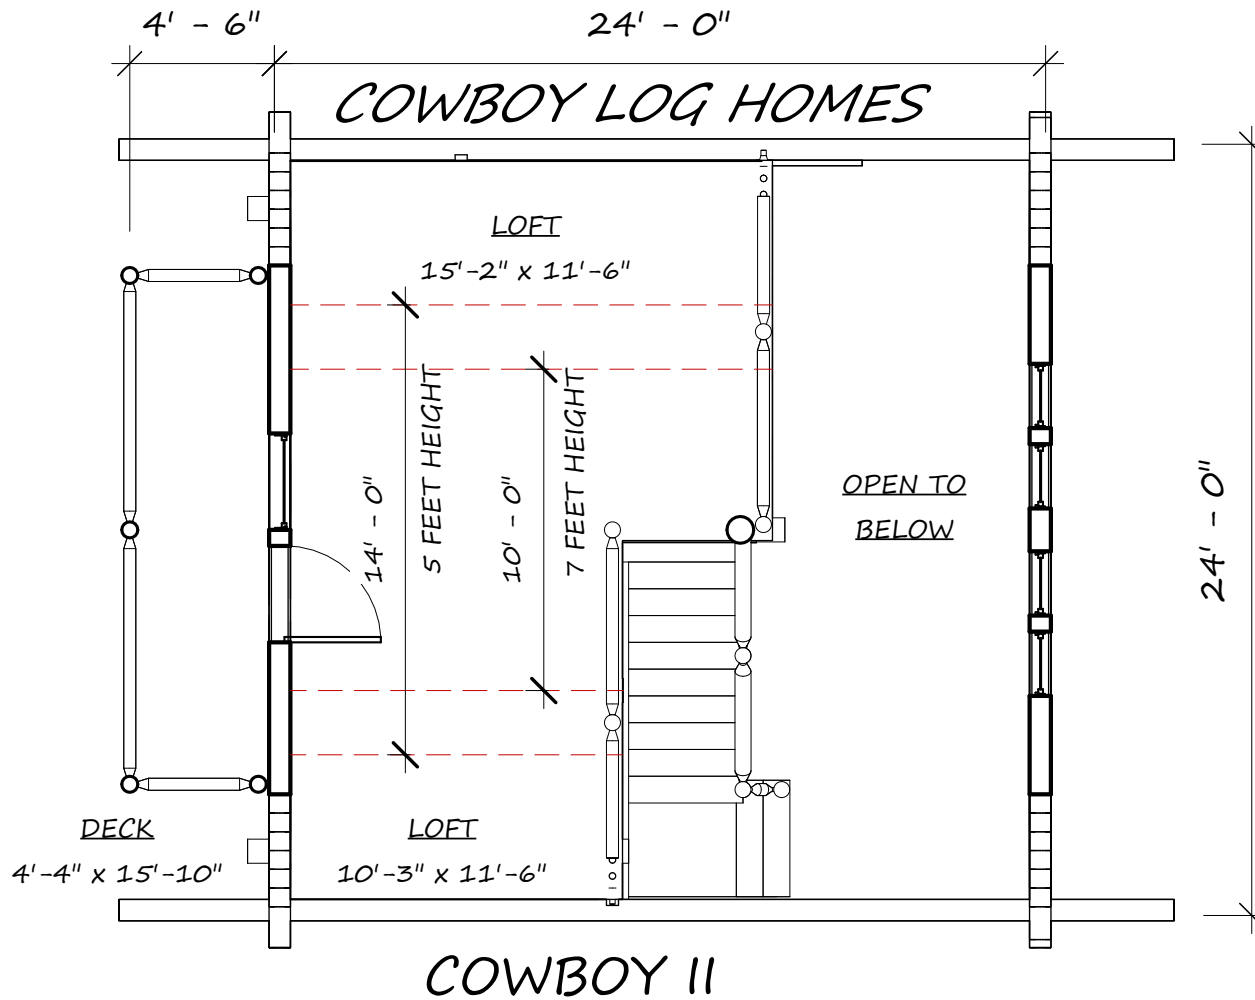 4' - 6"
24' - 0"
COWBOY LOG HOMES
LOFT
15'-2" x 11'-6"
14' - 0"
5 FEET HEIGHT
10' - 0"
7 FEET HEIGHT
OPEN TO
BELOW
24' - 0"
DECK
4'-4" x 15'-10"
LOFT
10'-3" x 11'-6"
COWBOY II